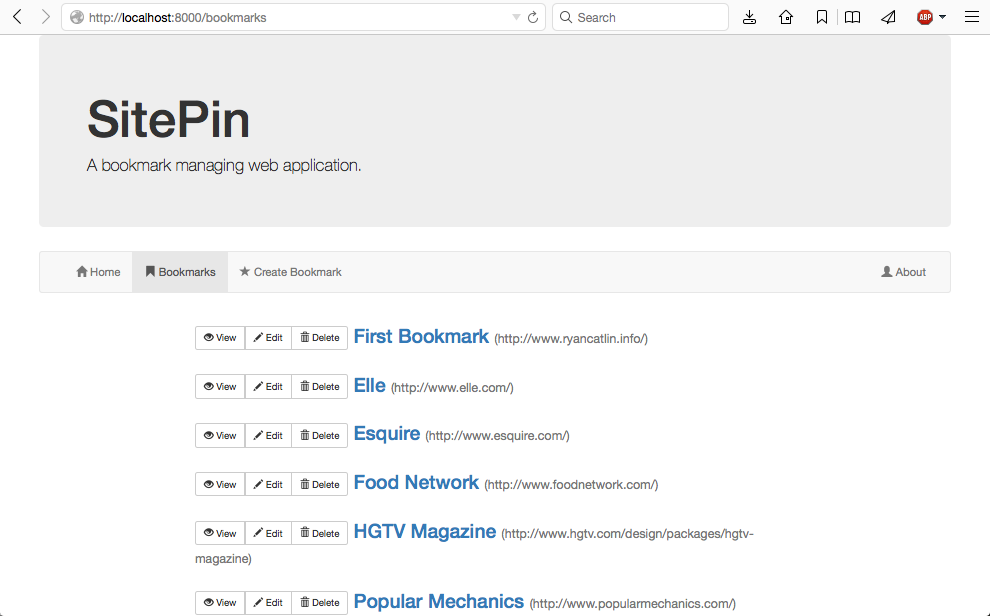 http://localhost:8000/bookmarks Search ABP
SitePin
A bookmark managing web application.
Home Bookmarks Create Bookmark About
View Edit Delete First Bookmark (http://www.ryancatlin.info/)
View Edit Delete Elle (http://www.elle.com/)
View Edit Delete Esquire (http://www.esquire.com/)
View Edit Delete Food Network (http://www.foodnetwork.com/)
View Edit Delete HGTV Magazine (http://www.hgtv.com/design/packages/hgtv-
magazine)
View Edit Delete Popular Mechanics (http://www.popularmechanics.com/)